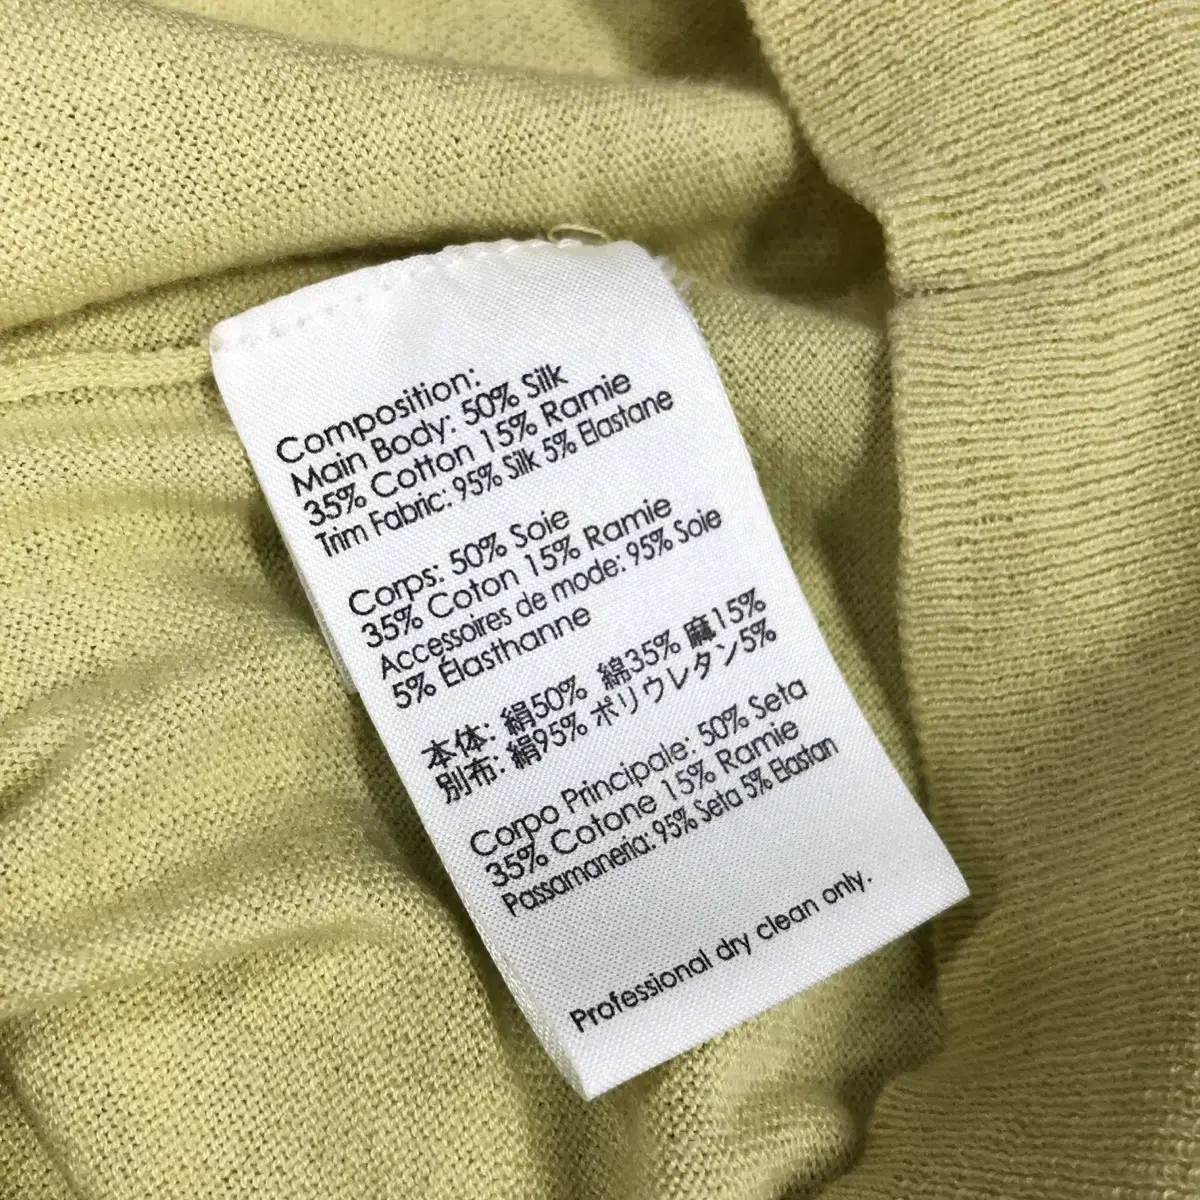 Composition:
Main Body: 50% Silk
35% Cotton 15% Ramie
Trim Fabric: 95% Silk 5% Elastane
Corps: 50% Soie
35% Coton 15% Ramie
Accessoires de mode: 95% Soie
5% Élasthanne
本体: 絹50% 綿35% 麻15%
別布: 絹95% ポリウレタン5%
Corpo Principale: 50% Seta
35% Cotone 15% Ramie
Passamaneria: 95% Seta 5% Elastan
Professional dry clean only.